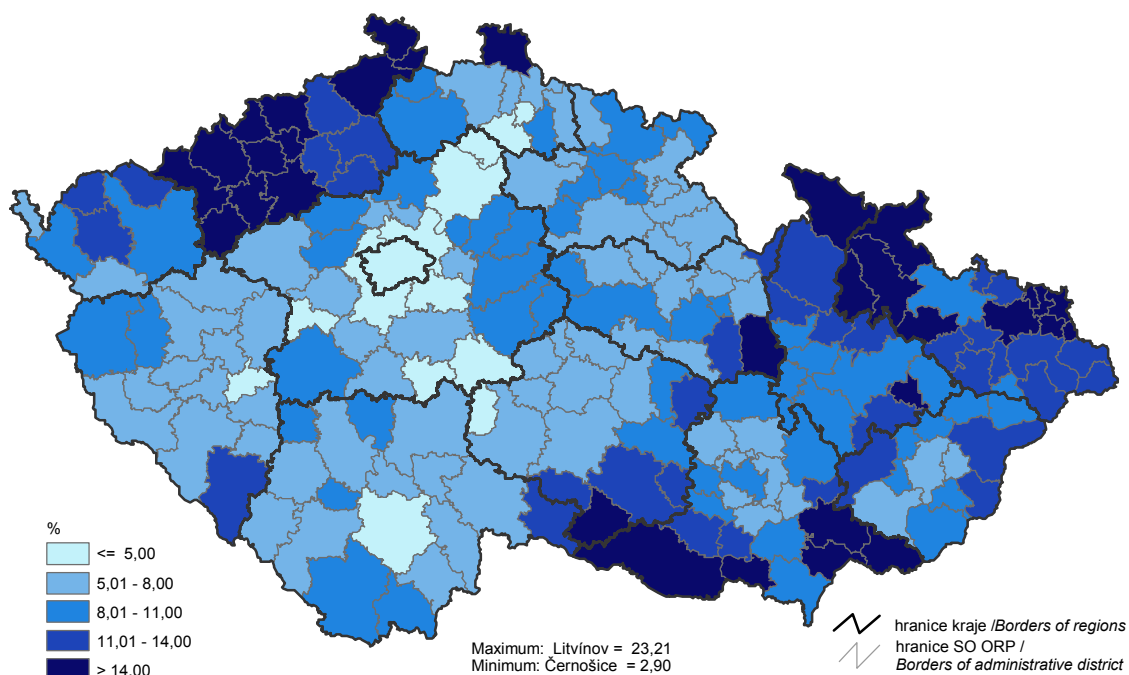 %
<= 5,00
5,01 - 8,00
8,01 - 11,00
11,01 - 14,00
> 14,00
Maximum: Litvínov = 23,21
Minimum: Černošice = 2,90
hranice kraje /Borders of regions
hranice SO ORP /
Borders of administrative district